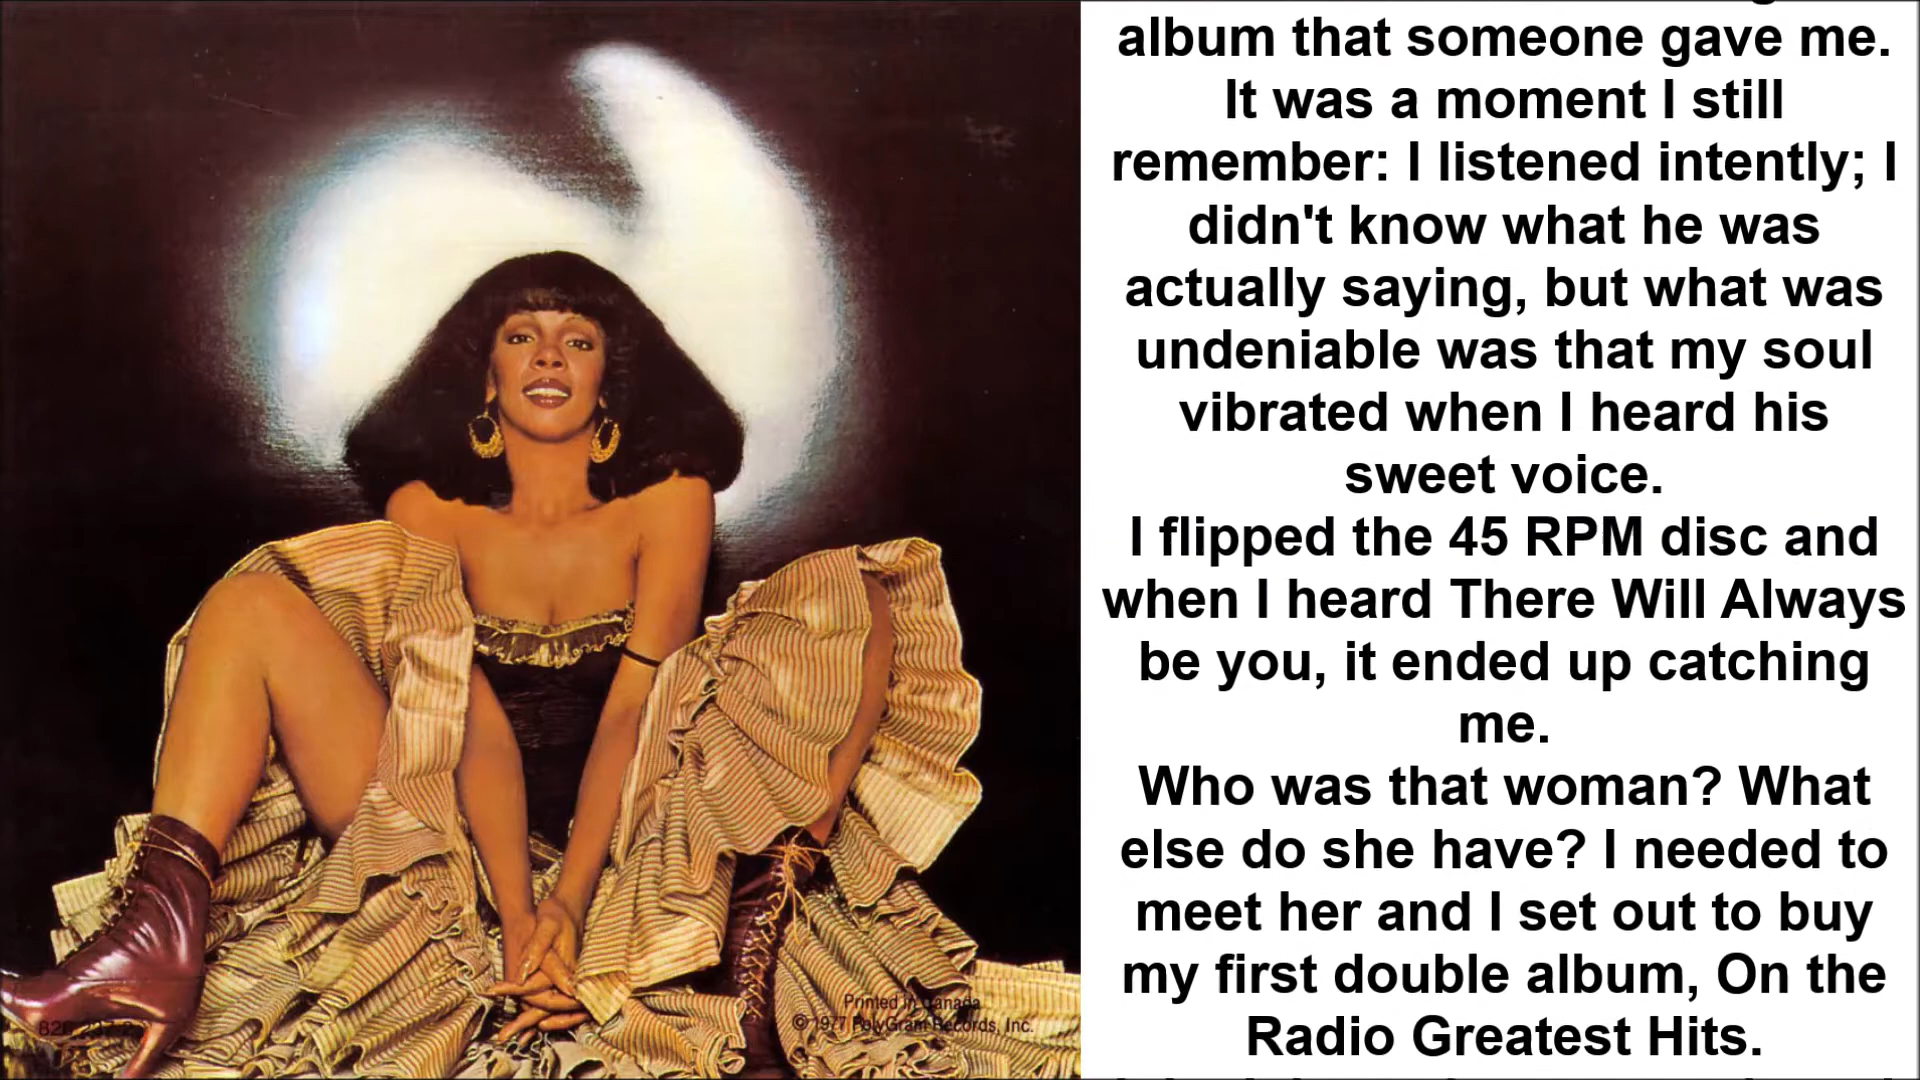 album that someone gave me.
It was a moment I still
remember: I listened intently; I
didn't know what he was
actually saying, but what was
undeniable was that my soul
vibrated when I heard his
sweet voice.
I flipped the 45 RPM disc and
when I heard There Will Always
be you, it ended up catching
me.
Who was that woman? What
else do she have? I needed to
meet her and I set out to buy
my first double album, On the
Radio Greatest Hits.
Printed in Canada
© 1977 PolyGram Records, Inc.